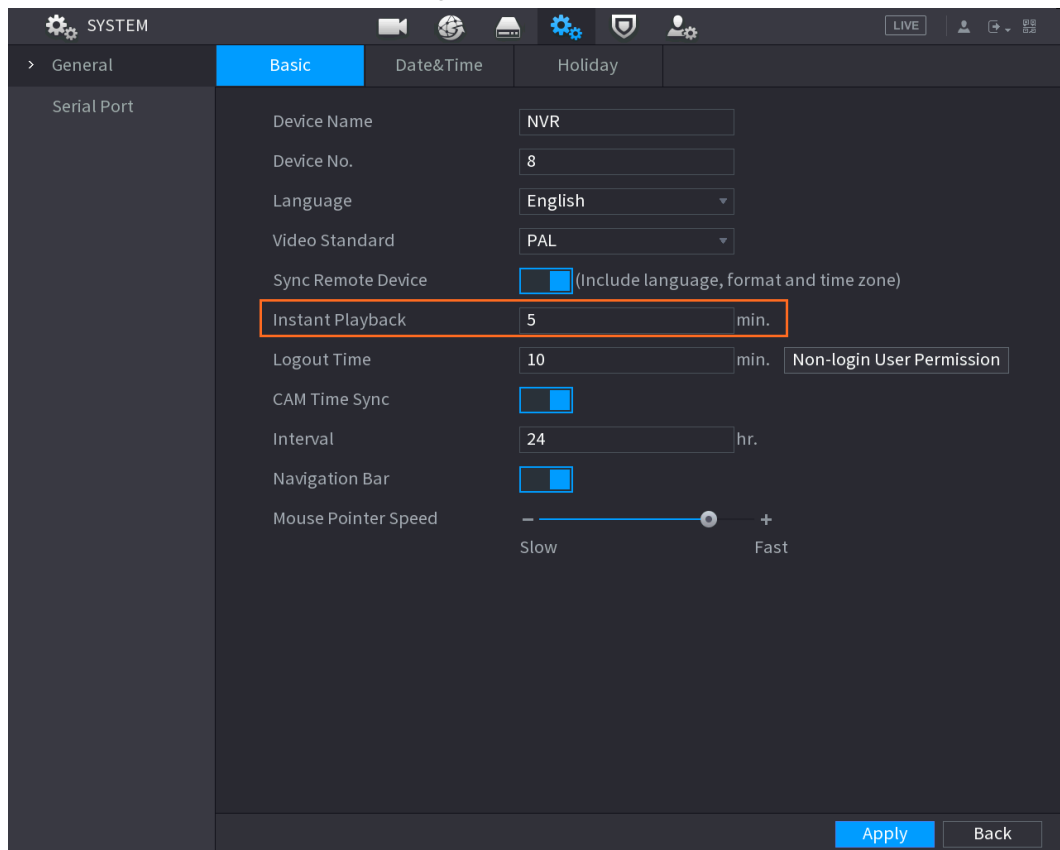 SYSTEM
LIVE
General
Basic
Date&Time
Holiday
Serial Port
Device Name
NVR
Device No.
8
Language
English
Video Standard
PAL
Sync Remote Device
(Include language, format and time zone)
Instant Playback
5
min.
Logout Time
10
min.
Non-login User Permission
CAM Time Sync
Interval
24
hr.
Navigation Bar
Mouse Pointer Speed
Slow
Fast
Apply
Back